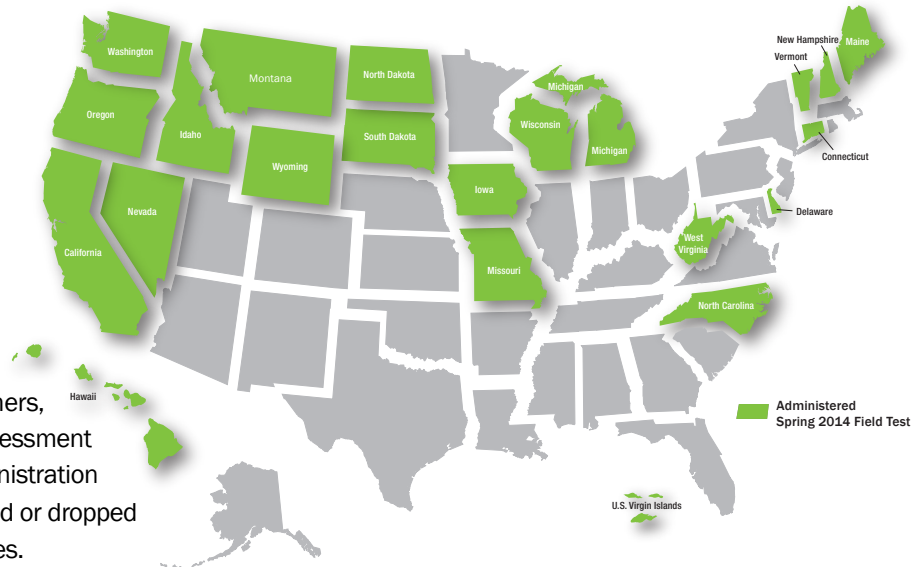 Washington
Montana
North Dakota
Oregon
Idaho
South Dakota
Wyoming
Nevada
California
Michigan
Wisconsin
Michigan
Iowa
Missouri
New Hampshire
Maine
Vermont
Connecticut
Delaware
West
Virginia
North Carolina
Hawaii
U.S. Virgin Islands
Administered
Spring 2014 Field Test
ners,
sessment
inistration
d or dropped
es.